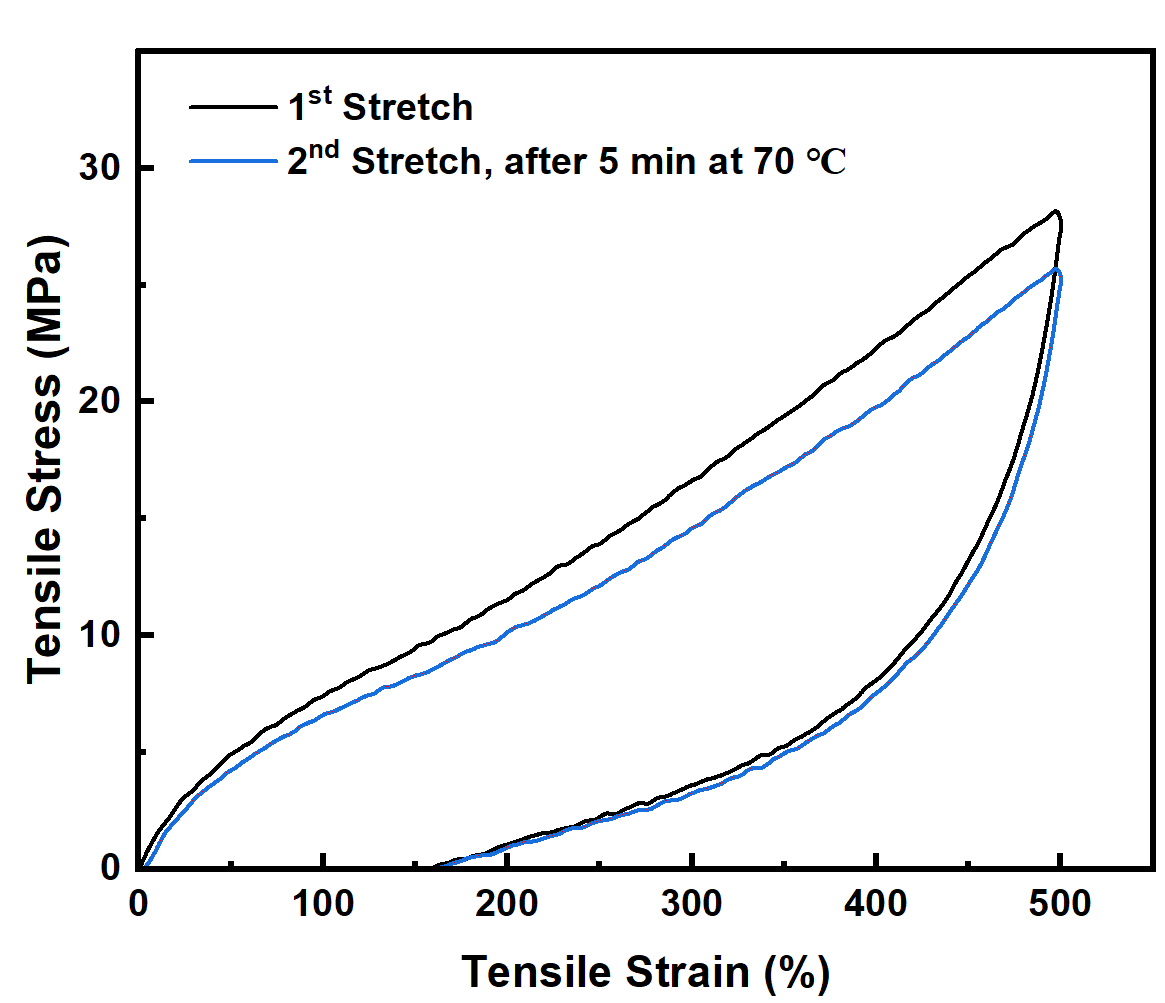 1st Stretch
2nd Stretch, after 5 min at 70 ℃
30
20
10
0
Tensile Stress (MPa)
0 100 200 300 400 500
Tensile Strain (%)